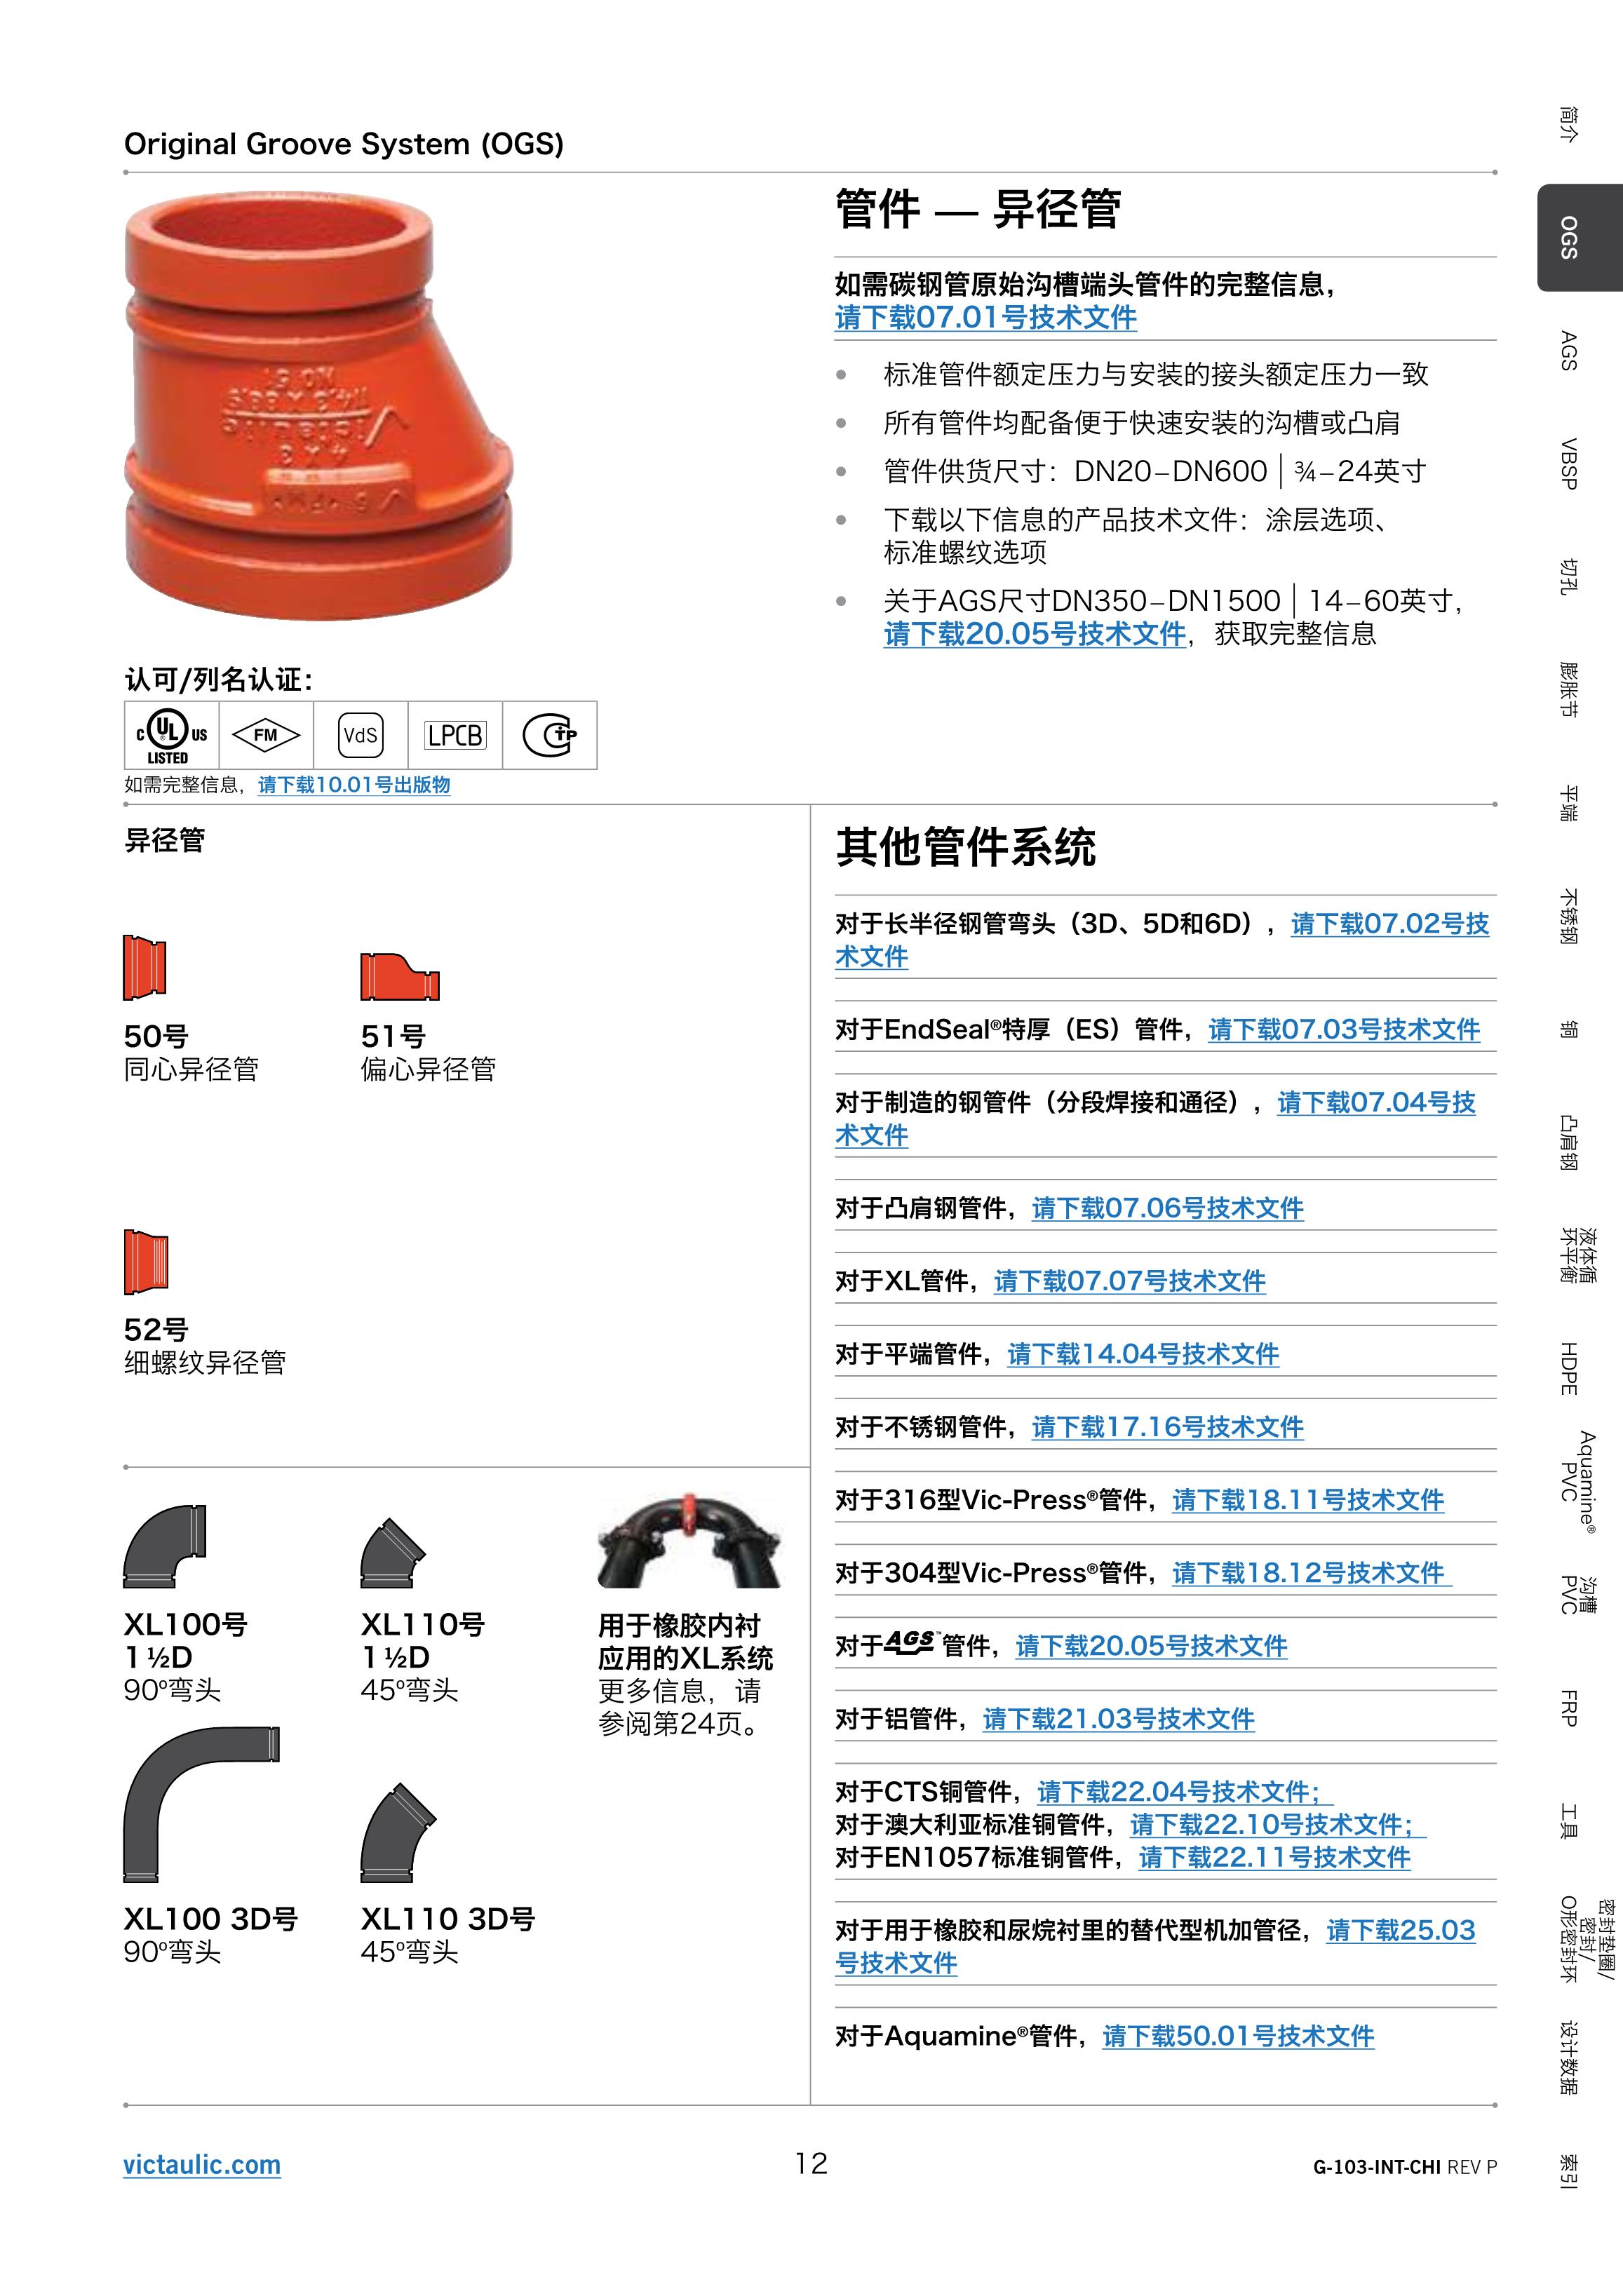 Original Groove System (OGS)
管件 — 异径管
如需碳钢管原始沟槽端头管件的完整信息，
请下载07.01号技术文件
标准管件额定压力与安装的接头额定压力一致
所有管件均配备便于快速安装的沟槽或凸肩
管件供货尺寸：DN20–DN600 | ¾–24英寸
下载以下信息的产品技术文件：涂层选项、
标准螺纹选项
关于AGS尺寸DN350–DN1500 | 14–60英寸，
请下载20.05号技术文件，获取完整信息
认可/列名认证：
C UL US
LISTED
FM
VdS
LPCB
如需完整信息，请下载10.01号出版物
异径管
50号
同心异径管
51号
偏心异径管
52号
细螺纹异径管
XL100号
1 ½D
90º弯头
XL110号
1 ½D
45º弯头
用于橡胶内衬
应用的XL系统
更多信息，请
参阅第24页。
XL100 3D号
90º弯头
XL110 3D号
45º弯头
其他管件系统
对于长半径钢管弯头（3D、5D和6D），请下载07.02号技
术文件
对于EndSeal®特厚（ES）管件，请下载07.03号技术文件
对于制造的钢管件（分段焊接和通径），请下载07.04号技
术文件
对于凸肩钢管件，请下载07.06号技术文件
对于XL管件，请下载07.07号技术文件
对于平端管件，请下载14.04号技术文件
对于不锈钢管件，请下载17.16号技术文件
对于316型Vic-Press®管件，请下载18.11号技术文件
对于304型Vic-Press®管件，请下载18.12号技术文件
对于AGS™管件，请下载20.05号技术文件
对于铝管件，请下载21.03号技术文件
对于CTS铜管件，请下载22.04号技术文件；
对于澳大利亚标准铜管件，请下载22.10号技术文件；
对于EN1057标准铜管件，请下载22.11号技术文件
对于用于橡胶和尿烷衬里的替代型机加管径，请下载25.03
号技术文件
对于Aquamine®管件，请下载50.01号技术文件
简介
OGS
AGS
VBSP
切孔
膨胀节
平端
不锈钢
铜
凸肩钢
液体循
环平衡
HDPE
Aquamine®
PVC
沟槽
PVC
FRP
工具
密封垫圈/
密封/
O形密封环
设计数据
索引
victaulic.com
12
G-103-INT-CHI REV P